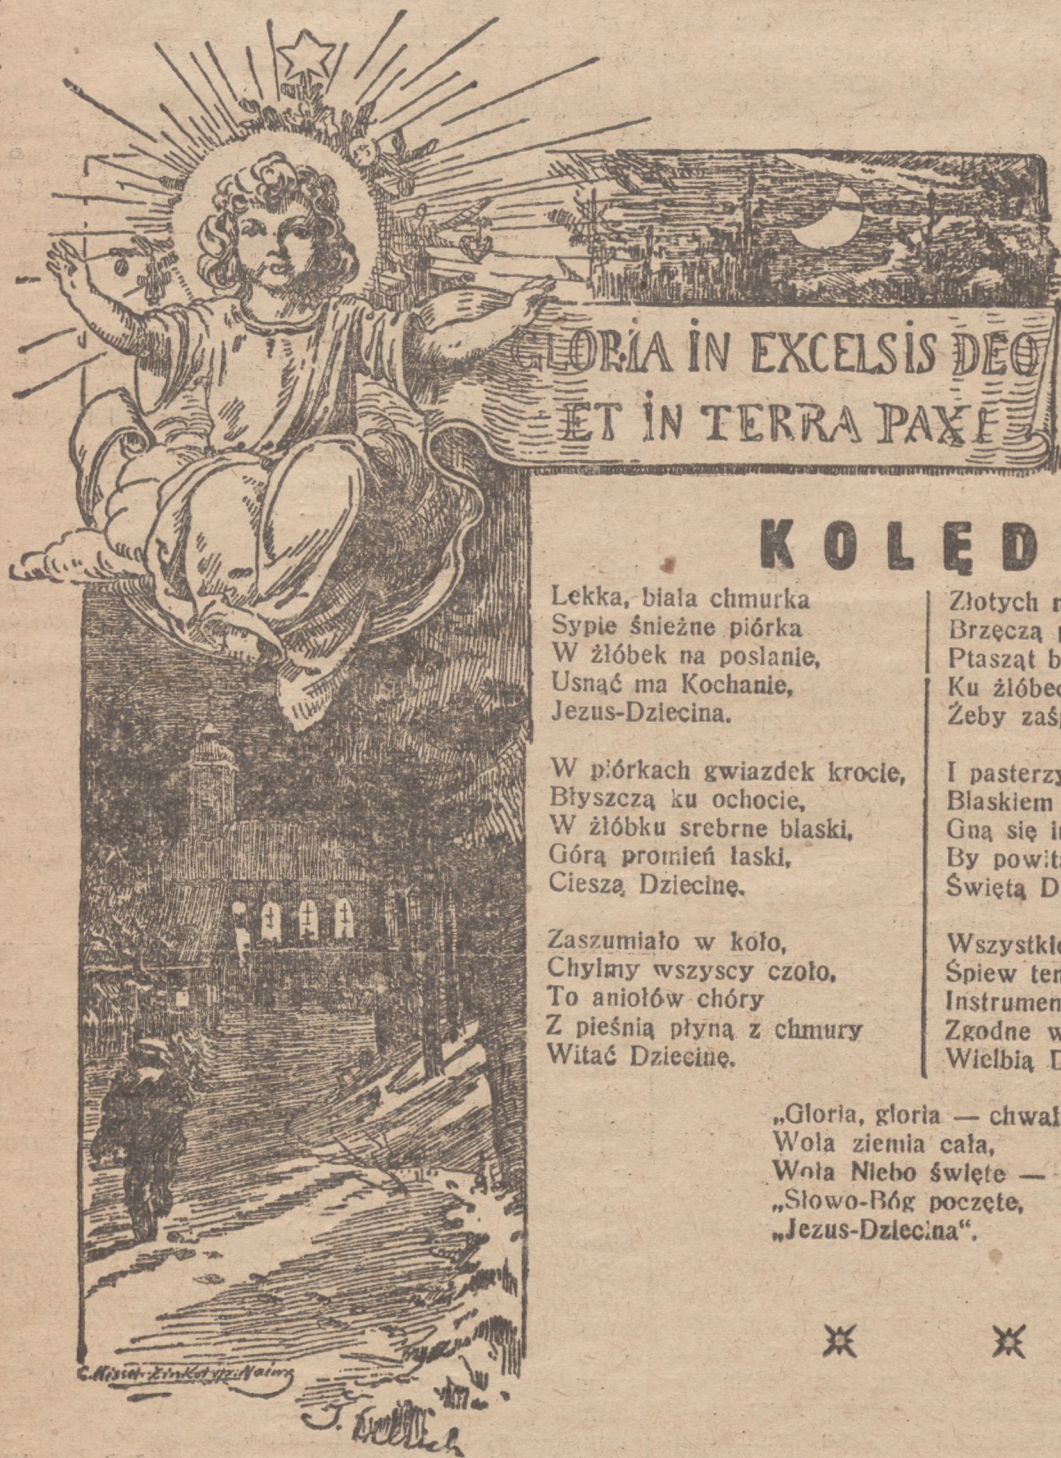 GLORIA IN EXCELSIS DEO
ET IN TERRA PAX
KOLĘD
Lekka, biała chmurka
Sypie śnieżne piórka
W żłóbek na posłanie,
Usnąć ma Kochanie,
Jezus-Dziecina.
W piórkach gwiazdek krocie,
Błyszczą ku ochocie,
W żłóbku srebrne blaski,
Górą promień łaski,
Cieszą Dziecinę.
Zaszumiało w koło,
Chylmy wszyscy czoło,
To aniołów chóry
Z pieśnią płyną z chmury
Witać Dziecinę.
Złotych
Brzęczą
Ptasząt b
Ku żłóbec
Żeby zaś
I pasterzy
Blaskiem
Gną się i
By powit
Świętą D
Wszystki
Śpiew te
Instrumen
Zgodne w
Wielbią D
„Gloria, gloria — chwał
Woła ziemia cała,
Woła Niebo święte —
„Słowo-Bóg poczęte,
„Jezus-Dziecina“.